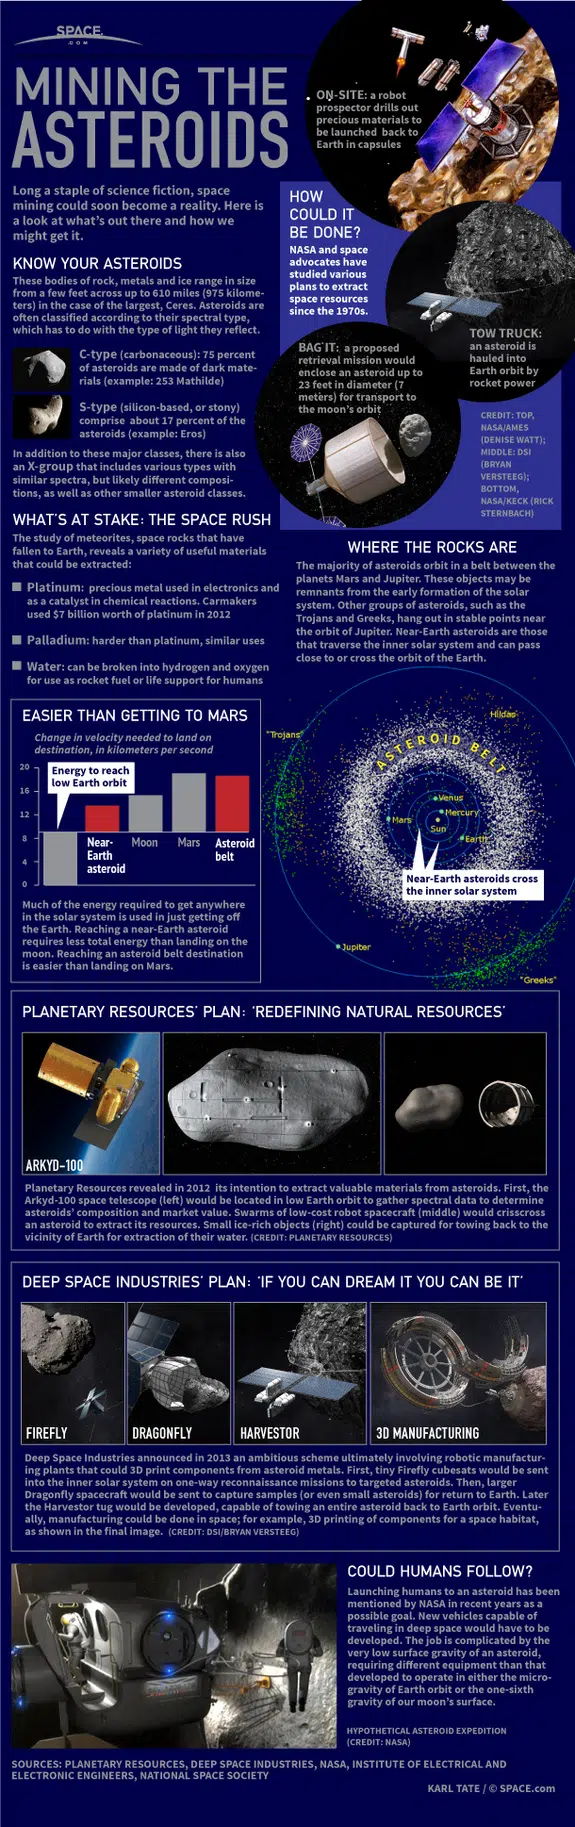 SPACE
.COM
MINING THE
ASTEROIDS
Long a staple of science fiction, space
mining could soon become a reality. Here is
a look at what's out there and how we
might get it.
ON-SITE: a robot
prospector drills out
precious materials to
be launched back to
Earth in capsules
HOW
COULD IT
BE DONE?
NASA and space
advocates have
studied various
plans to extract
space resources
since the 1970s.
TOW TRUCK:
an asteroid is
hauled into
Earth orbit by
rocket power
BAG IT: a proposed
retrieval mission would
enclose an asteroid up to
23 feet in diameter (7
meters) for transport to
the moon's orbit
CREDIT: TOP,
NASA/AMES
(DENISE WATT);
MIDDLE: DSI
(BRYAN
VERSTEEG);
BOTTOM,
NASA/KECK (RICK
STERNBACH)
KNOW YOUR ASTEROIDS
These bodies of rock, metals and ice range in size
from a few feet across up to 610 miles (975 kilome-
ters) in the case of the largest, Ceres. Asteroids are
often classified according to their spectral type,
which has to do with the type of light they reflect.
C-type (carbonaceous): 75 percent
of asteroids are made of dark mate-
rials (example: 253 Mathilde)
S-type (silicon-based, or stony)
comprise about 17 percent of the
asteroids (example: Eros)
In addition to these major classes, there is also
an X-group that includes various types with
similar spectra, but likely different composi-
tions, as well as other smaller asteroid classes.
WHAT'S AT STAKE: THE SPACE RUSH
The study of meteorites, space rocks that have
fallen to Earth, reveals a variety of useful materials
that could be extracted:
Platinum: precious metal used in electronics and
as a catalyst in chemical reactions. Carmakers
used $7 billion worth of platinum in 2012
Palladium: harder than platinum, similar uses
Water: can be broken into hydrogen and oxygen
for use as rocket fuel or life support for humans
WHERE THE ROCKS ARE
The majority of asteroids orbit in a belt between the
planets Mars and Jupiter. These objects may be
remnants from the early formation of the solar
system. Other groups of asteroids, such as the
Trojans and Greeks, hang out in stable points near
the orbit of Jupiter. Near-Earth asteroids are those
that traverse the inner solar system and can pass
close to or cross the orbit of the Earth.
EASIER THAN GETTING TO MARS
Change in velocity needed to land on
destination, in kilometers per second
20
16
12
8
4
0
Energy to reach
low Earth orbit
Near-
Earth
asteroid
Moon
Mars
Asteroid
belt
Much of the energy required to get anywhere
in the solar system is used in just getting off
the Earth. Reaching a near-Earth asteroid
requires less total energy than landing on the
moon. Reaching an asteroid belt destination
is easier than landing on Mars.
Hildas
"Trojans"
ASTEROID BELT
Venus
Mercury
Mars
Sun
Earth
Near-Earth asteroids cross
the inner solar system
Jupiter
"Greeks"
PLANETARY RESOURCES' PLAN: 'REDEFINING NATURAL RESOURCES'
ARKYD-100
Planetary Resources revealed in 2012 its intention to extract valuable materials from asteroids. First, the
Arkyd-100 space telescope (left) would be located in low Earth orbit to gather spectral data to determine
asteroids' composition and market value. Swarms of low-cost robot spacecraft (middle) would crisscross
an asteroid to extract its resources. Small ice-rich objects (right) could be captured for towing back to the
vicinity of Earth for extraction of their water. (CREDIT: PLANETARY RESOURCES)
DEEP SPACE INDUSTRIES' PLAN: 'IF YOU CAN DREAM IT YOU CAN BE IT'
FIREFLY
DRAGONFLY
HARVESTOR
3D MANUFACTURING
Deep Space Industries announced in 2013 an ambitious scheme ultimately involving robotic manufactur-
ing plants that could 3D print components from asteroid metals. First, tiny Firefly cubesats would be sent
into the inner solar system on one-way reconnaissance missions to targeted asteroids. Then, larger
Dragonfly spacecraft would be sent to capture samples (or even small asteroids) for return to Earth. Later
the Harvestor tug would be developed, capable of towing an entire asteroid back to Earth orbit. Eventu-
ally, manufacturing could be done in space; for example, 3D printing of components for a space habitat,
as shown in the final image. (CREDIT: DSI/BRYAN VERSTEEG)
COULD HUMANS FOLLOW?
Launching humans to an asteroid has been
mentioned by NASA in recent years as a
possible goal. New vehicles capable of
traveling in deep space would have to be
developed. The job is complicated by the
very low surface gravity of an asteroid,
requiring different equipment than that
developed to operate in either the micro-
gravity of Earth orbit or the one-sixth
gravity of our moon's surface.
HYPOTHETICAL ASTEROID EXPEDITION
(CREDIT: NASA)
SOURCES: PLANETARY RESOURCES, DEEP SPACE INDUSTRIES, NASA, INSTITUTE OF ELECTRICAL AND
ELECTRONIC ENGINEERS, NATIONAL SPACE SOCIETY
KARL TATE / © SPACE.com